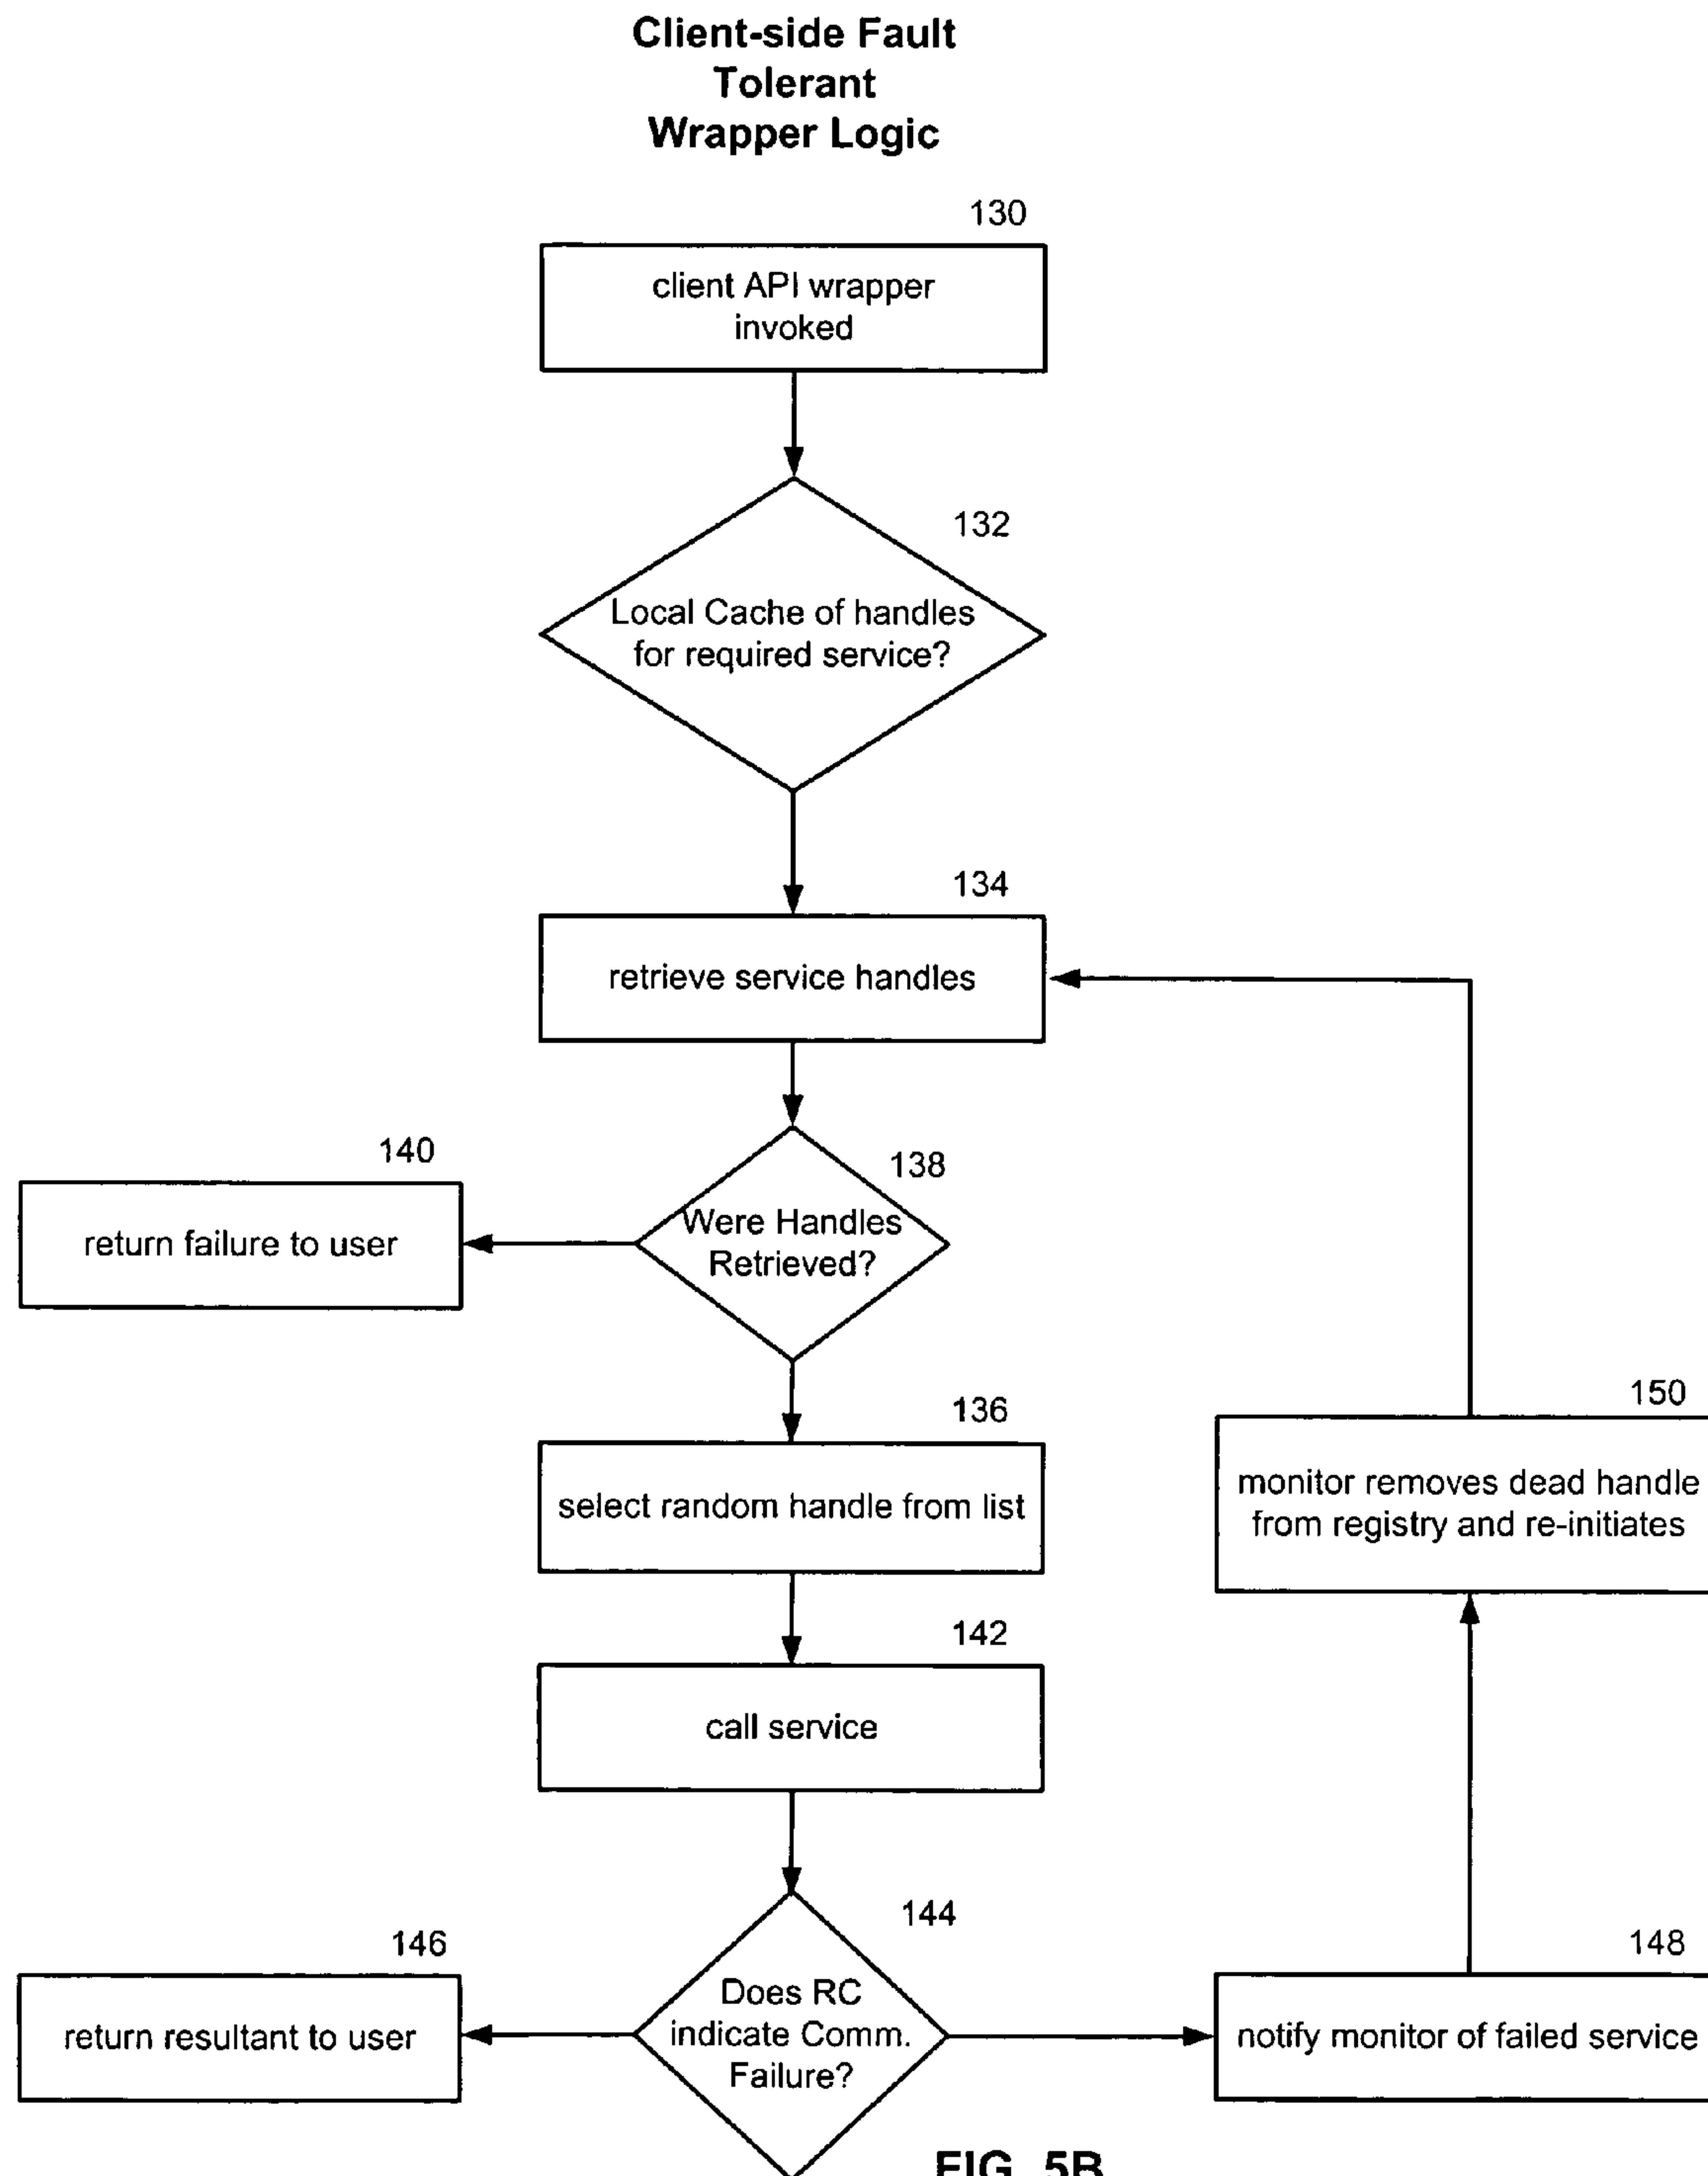 Client-side Fault
Tolerant
Wrapper Logic
130
client API wrapper
invoked
132
Local Cache of handles
for required service?
134
retrieve service handles
140
return failure to user
138
Were Handles
Retrieved?
136
select random handle from list
150
monitor removes dead handle
from registry and re-initiates
142
call service
144
Does RC
indicate Comm.
Failure?
146
return resultant to user
148
notify monitor of failed service
FIG. 5B